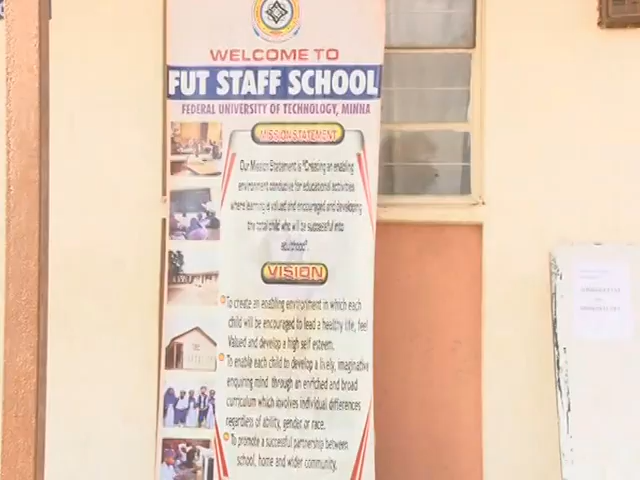 WELCOME TO
FUT STAFF SCHOOL
FEDERAL UNIVERSITY OF TECHNOLOGY, MINNA
MISSION STATEMENT
Our Mission Statement is "Creating an enabling
environment conducive for educational activities
where learning is valued and encouraged and developing
the total child who will be successful into
adulthood".
VISION
To create an enabling environment in which each
child will be encouraged to lead a healthy life, feel
Valued and develop a high self esteem.
To enable each child to develop a lively, imaginative
enquiring mind through an enriched and broad
curriculum which involves individual differences
regardless of ability, gender or race.
To promote a successful partnership between
school, home and wider community.